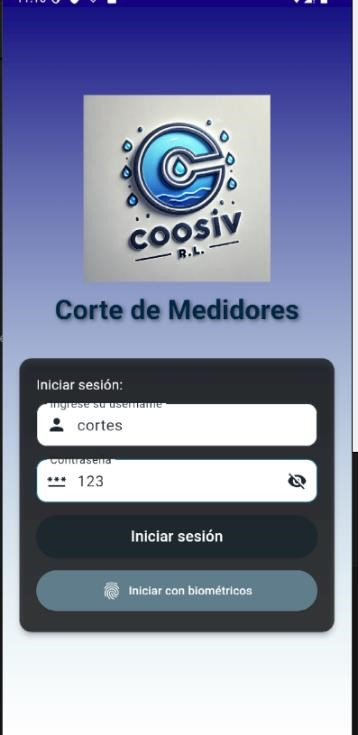 COOSIV
R.L.
Corte de Medidores
Iniciar sesión:
Ingrese su username
cortes
Contraseña
123
Iniciar sesión
Iniciar con biométricos